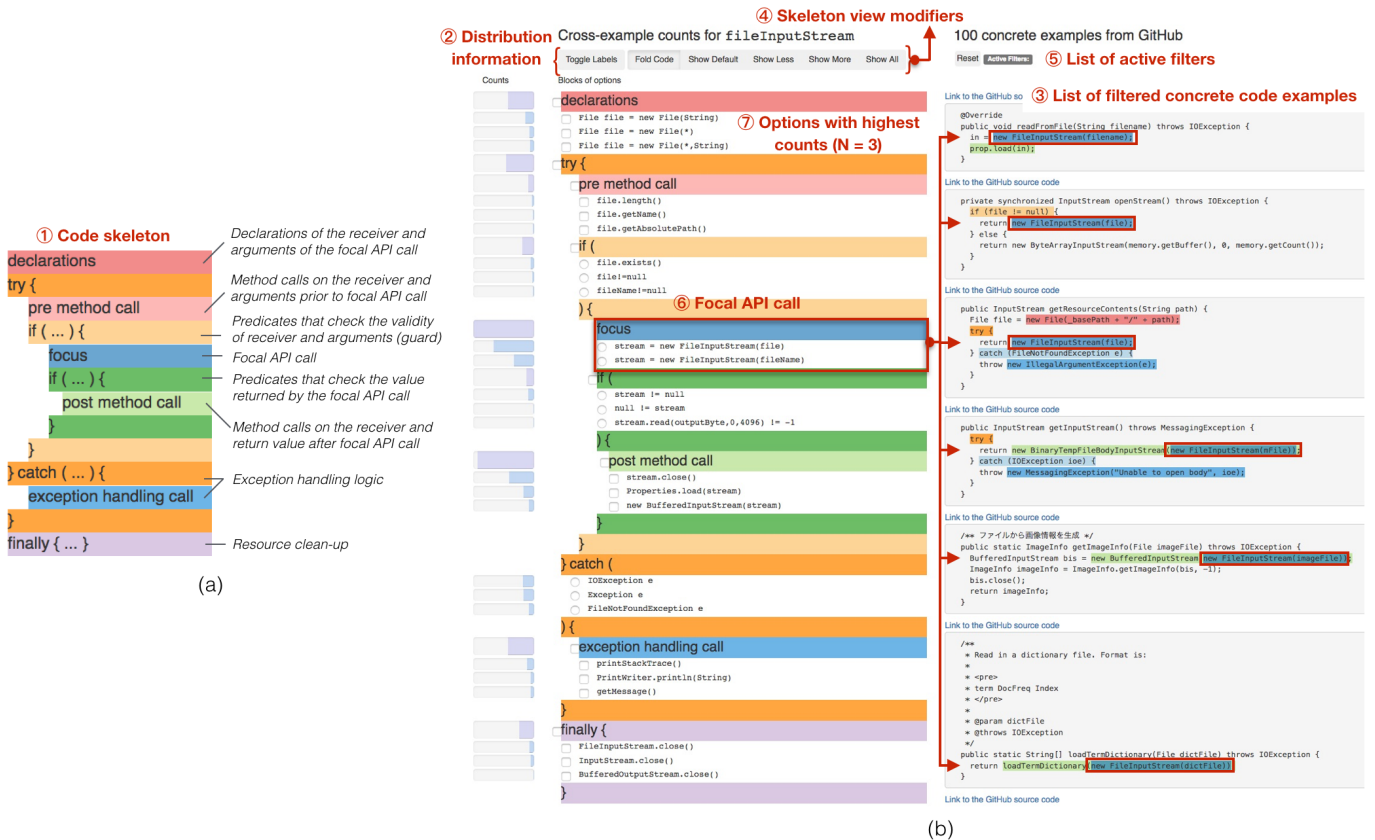 ① Code skeleton
declarations
try {
pre method call
if ( ... ) {
focus
if ( ... ) {
post method call
}
}
} catch ( ... ) {
exception handling call
}
finally { ... }
Declarations of the receiver and
arguments of the focal API call
Method calls on the receiver and
arguments prior to focal API call
Predicates that check the validity
of receiver and arguments (guard)
Focal API call
Predicates that check the value
returned by the focal API call
Method calls on the receiver and
return value after focal API call
Exception handling logic
Resource clean-up
(a)
② Distribution
information
Cross-example counts for fileInputStream
④ Skeleton view modifiers
Toggle Labels Fold Code Show Default Show Less Show More Show All
Counts
Blocks of options
declarations
File file = new File(String)
File file = new File(*)
File file = new File(*,String)
⑦ Options with highest
counts (N = 3)
try {
pre method call
file.length()
file.getName()
file.getAbsolutePath()
if (
file.exists()
file!=null
fileName!=null
) {
⑥ Focal API call
focus
stream = new FileInputStream(file)
stream = new FileInputStream(fileName)
if (
stream != null
null != stream
stream.read(outputByte,0,4096) != -1
) {
post method call
stream.close()
Properties.load(stream)
new BufferedInputStream(stream)
}
}
} catch (
IOException e
Exception e
FileNotFoundException e
) {
exception handling call
printStackTrace()
PrintWriter.println(String)
getMessage()
}
finally {
FileInputStream.close()
InputStream.close()
BufferedOutputStream.close()
}
100 concrete examples from GitHub
Reset Active Filters:
⑤ List of active filters
Link to the GitHub so
③ List of filtered concrete code examples
@Override
public void readFromFile(String filename) throws IOException {
in = new FileInputStream(filename);
prop.load(in);
}
Link to the GitHub source code
private synchronized InputStream openStream() throws IOException {
if (file != null) {
return new FileInputStream(file);
} else {
return new ByteArrayInputStream(memory.getBuffer(), 0, memory.getCount());
}
}
Link to the GitHub source code
public InputStream getResourceContents(String path) {
File file = new File(_basePath + "/" + path);
try {
return new FileInputStream(file);
} catch (FileNotFoundException e) {
throw new IllegalArgumentException(e);
}
}
Link to the GitHub source code
public InputStream getInputStream() throws MessagingException {
try {
return new BinaryTempFileBodyInputStream(new FileInputStream(mFile));
} catch (IOException ioe) {
throw new MessagingException("Unable to open body", ioe);
}
}
Link to the GitHub source code
/** ファイルから画像情報を生成 */
public static ImageInfo getImageInfo(File imageFile) throws IOException {
BufferedInputStream bis = new BufferedInputStream(new FileInputStream(imageFile));
ImageInfo imageInfo = ImageInfo.getImageInfo(bis, -1);
bis.close();
return imageInfo;
}
Link to the GitHub source code
/**
* Read in a dictionary file. Format is:
*
* <pre>
* term DocFreq Index
* </pre>
*
* @param dictFile
* @throws IOException
*/
public static String[] loadTermDictionary(File dictFile) throws IOException {
return loadTermDictionary(new FileInputStream(dictFile))
}
Link to the GitHub source code
(b)